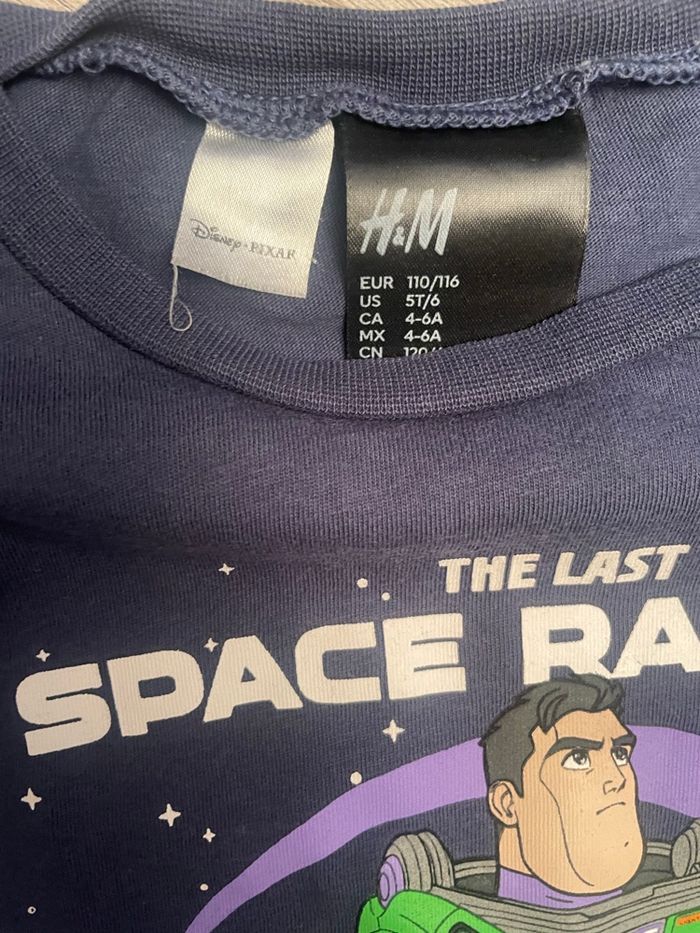 Disney · PIXAR
H&M
EUR 110/116
US 5T/6
CA 4-6A
MX 4-6A
CN
THE LAST
SPACE RA